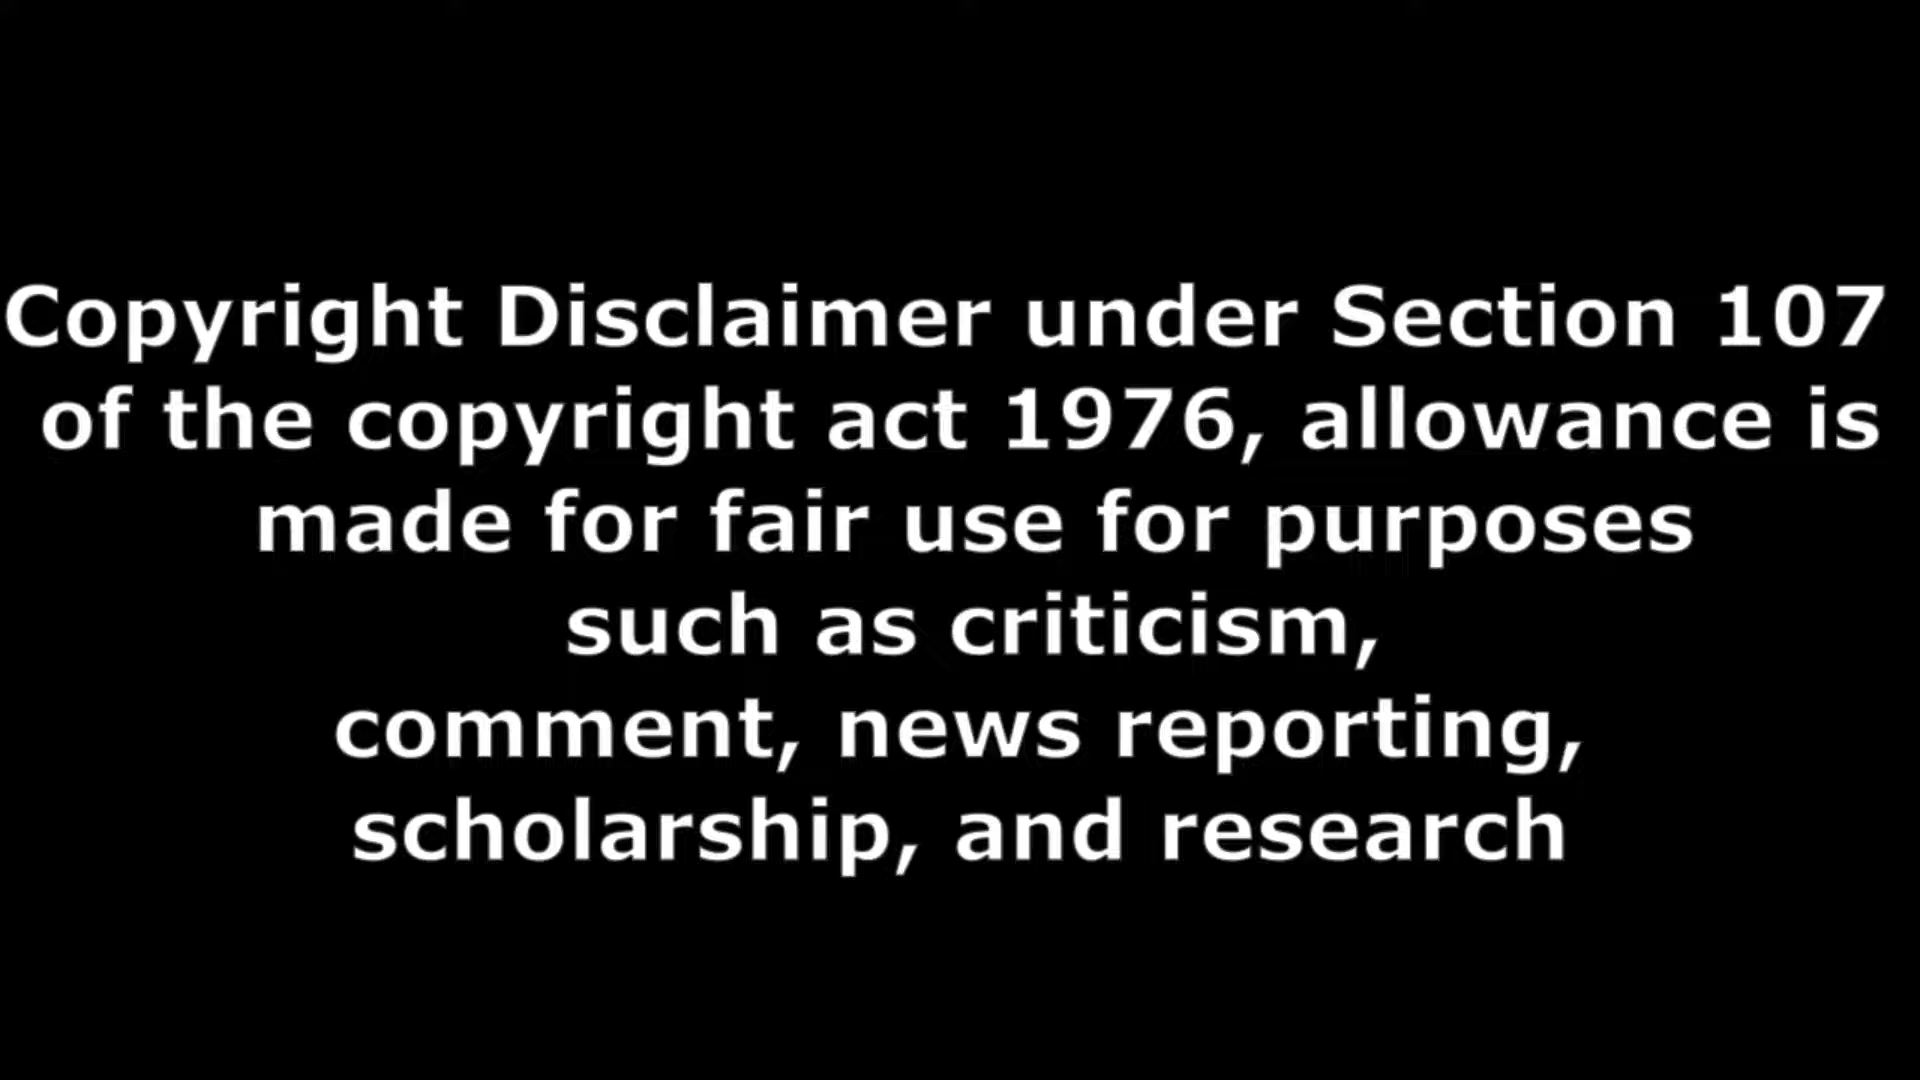 Copyright Disclaimer under Section 107
of the copyright act 1976, allowance is
made for fair use for purposes
such as criticism,
comment, news reporting,
scholarship, and research